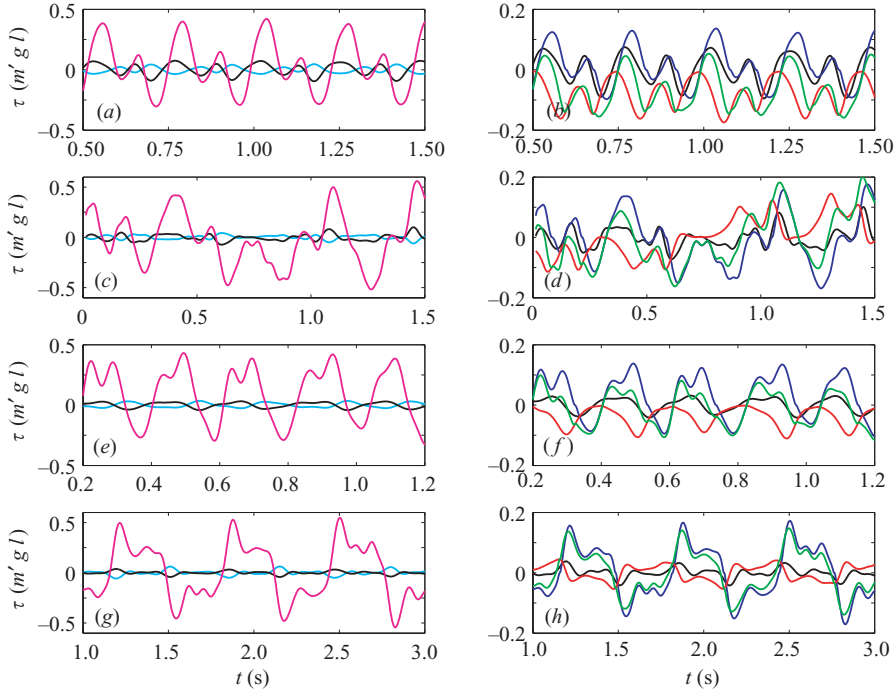 0.5 0.2
τ (m′ g l) 0 0
(a) (b)
−0.5 −0.2
0.50 0.75 1.00 1.25 1.50 0.50 0.75 1.00 1.25 1.50
0.5 0.2
τ (m′ g l) 0 0
(c) (d)
−0.5 −0.2
0 0.5 1.0 1.5 0 0.5 1.0 1.5
0.5 0.2
τ (m′ g l) 0 0
(e) (f)
−0.5 −0.2
0.2 0.4 0.6 0.8 1.0 1.2 0.2 0.4 0.6 0.8 1.0 1.2
0.5 0.2
τ (m′ g l) 0 0
(g) (h)
−0.5 −0.2
1.0 1.5 2.0 2.5 3.0 1.0 1.5 2.0 2.5 3.0
t (s) t (s)